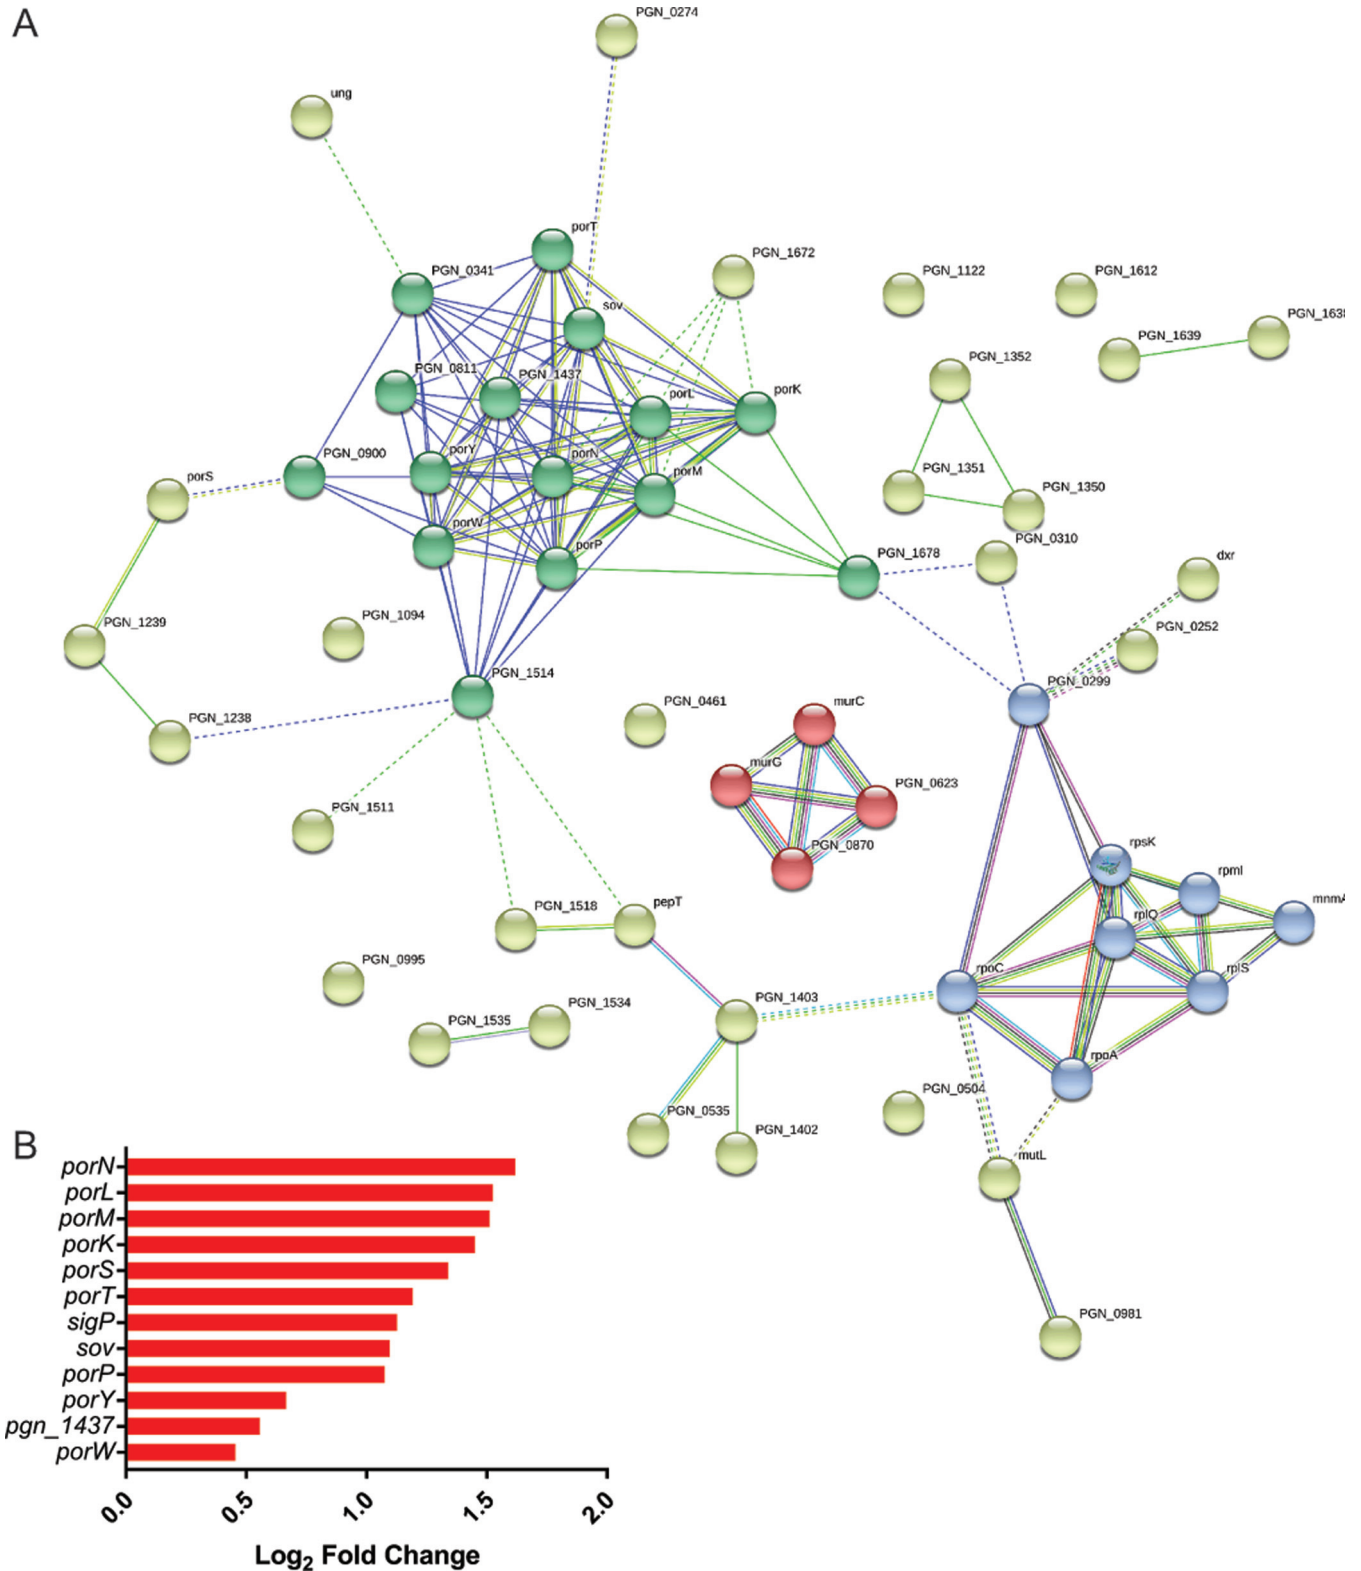 A
PGN_0274
ung
porT
PGN_0341
PGN_1672
sov
PGN_1122
PGN_1612
PGN_1639
PGN_1638
PGN_0811
PGN_1437
PGN_1352
porL
porK
PGN_0900
porY
porN
porM
PGN_1351
PGN_1350
porS
porW
porP
PGN_1678
PGN_0310
dxr
PGN_1094
PGN_1239
PGN_0252
PGN_1514
PGN_0299
PGN_1238
PGN_0461
murC
murG
PGN_0623
PGN_1511
PGN_0870
rpsK
rpmI
mnmA
PGN_1518
pepT
rplQ
PGN_0995
rpoC
rplS
PGN_1403
PGN_1534
PGN_1535
rpoA
PGN_0504
PGN_0535
PGN_1402
mutL
PGN_0981
B
porN
porL
porM
porK
porS
porT
sigP
sov
porP
porY
pgn_1437
porW
0.0 0.5 1.0 1.5 2.0
Log2 Fold Change